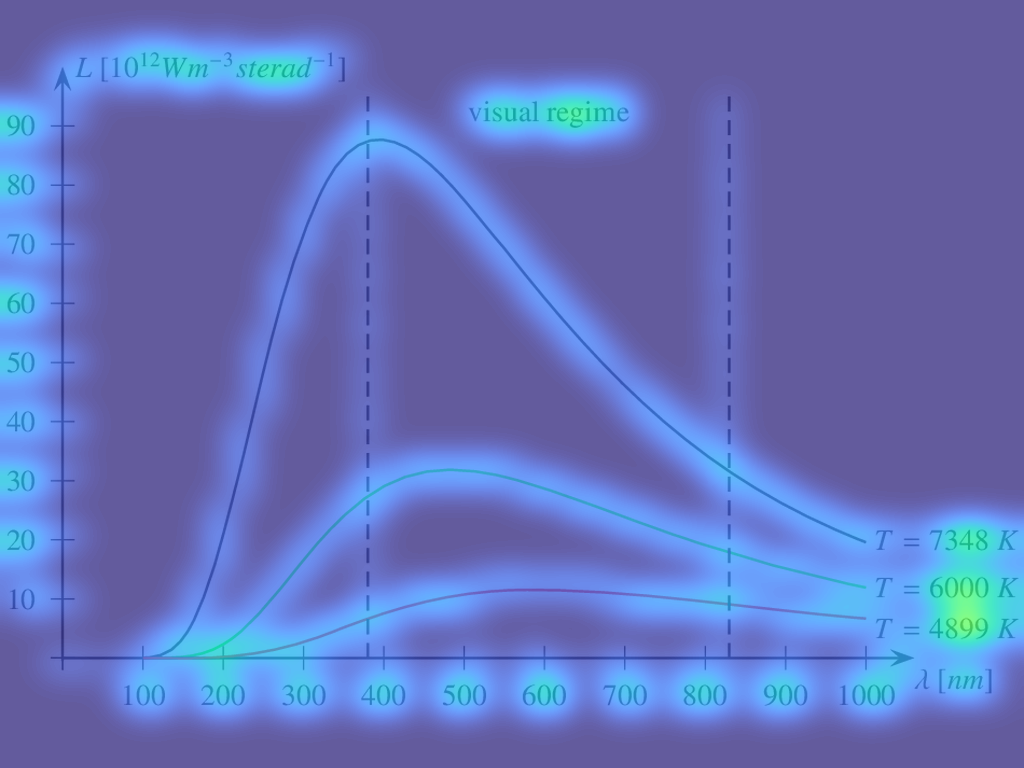 L [10¹²Wm⁻³sterad⁻¹]
visual regime
90
80
70
60
50
40
30
20
10
T = 7348 K
T = 6000 K
T = 4899 K
λ [nm]
100 200 300 400 500 600 700 800 900 1000